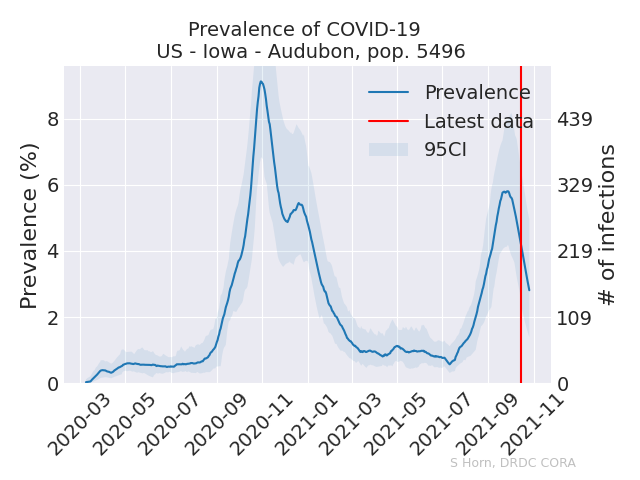 Prevalence of COVID-19
US - Iowa - Audubon, pop. 5496
Prevalence (%)
8
6
4
2
0
Prevalence
Latest data
95CI
439
329
219
109
0
# of infections
2020-03
2020-05
2020-07
2020-09
2020-11
2021-01
2021-03
2021-05
2021-07
2021-09
2021-11
S Horn, DRDC CORA